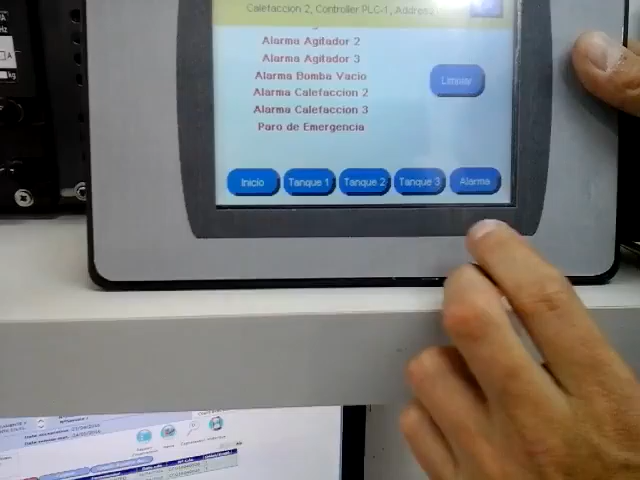 Calefaccion 2, Controller PLC-1, Address
Alarma Agitador 2
Alarma Agitador 3
Alarma Bomba Vacio
Alarma Calefaccion 2
Alarma Calefaccion 3
Paro de Emergencia
Limpiar
Inicio
Tanque 1
Tanque 2
Tanque 3
Alarma